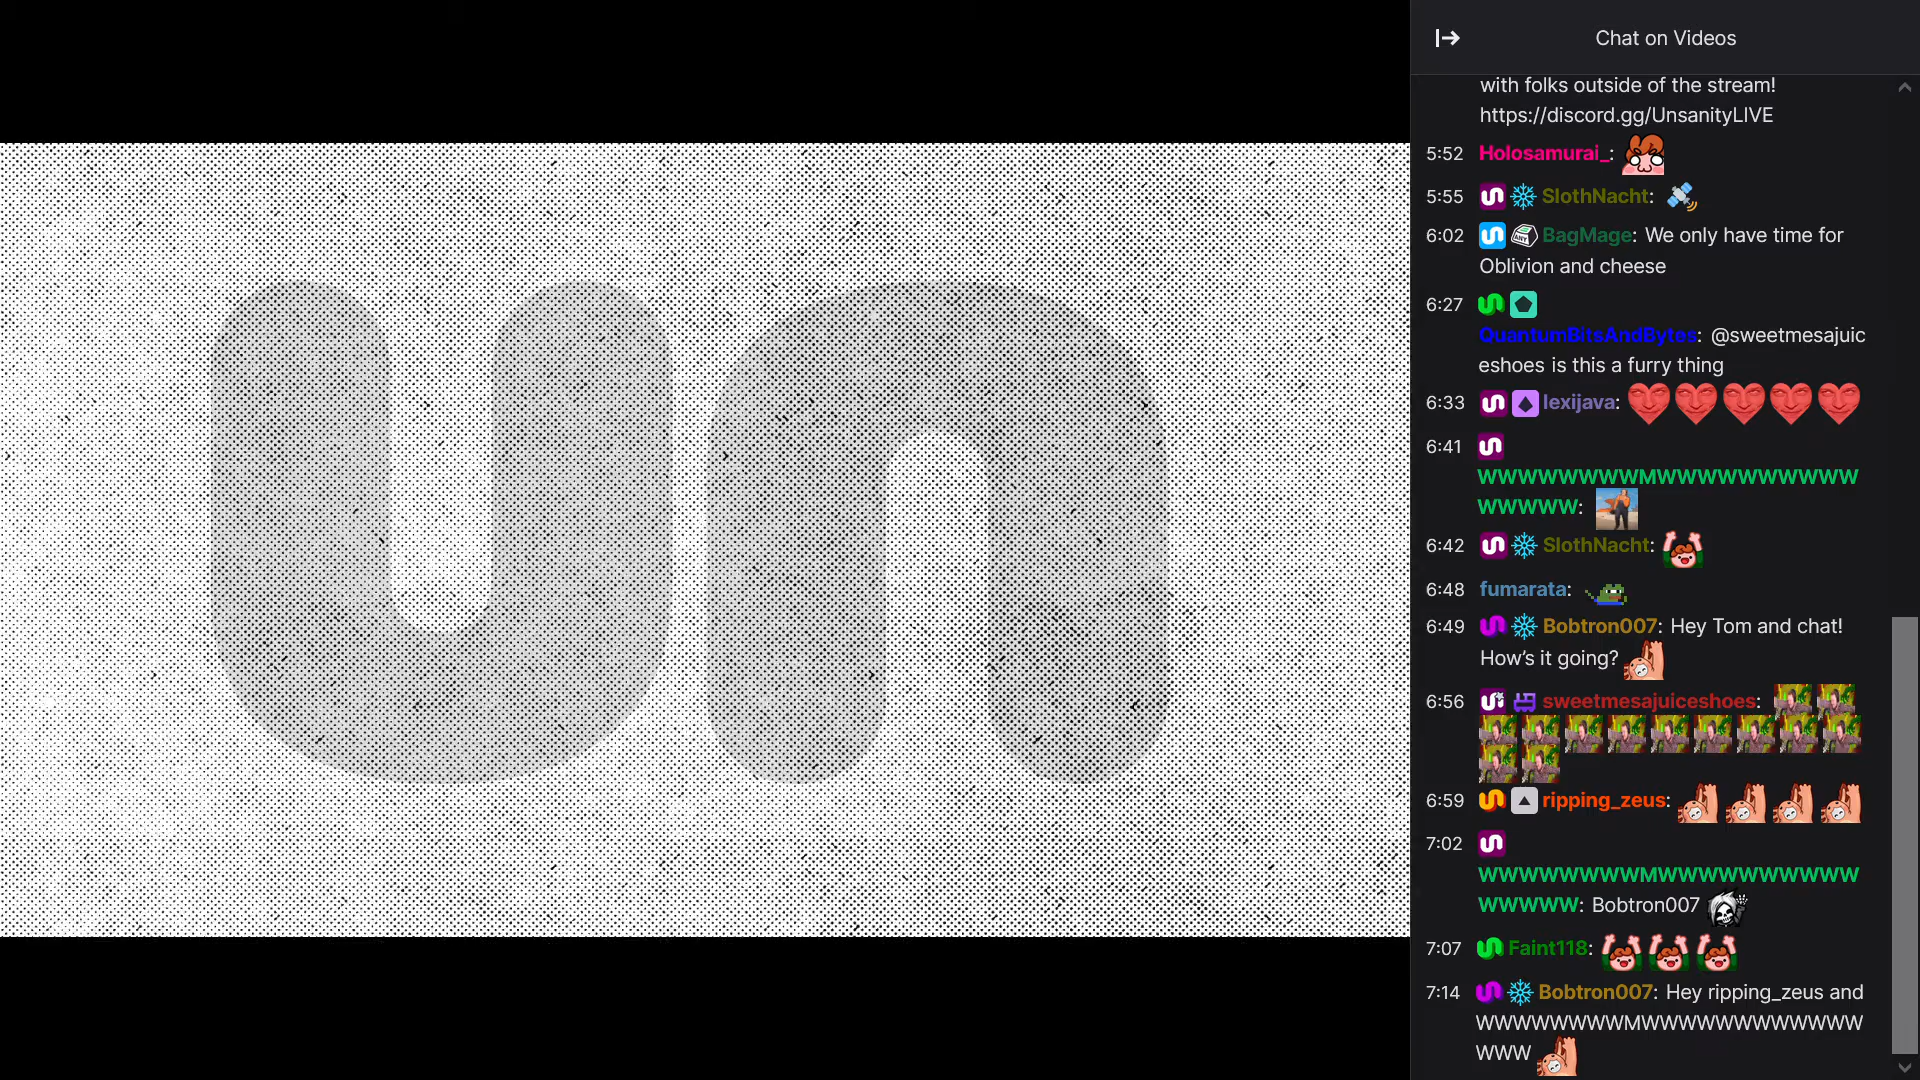 un
Chat on Videos
with folks outside of the stream!
https://discord.gg/UnsanityLIVE
5:52 Holosamurai_:
5:55 SlothNacht:
6:02 BagMage: We only have time for
Oblivion and cheese
6:27
QuantumBitsAndBytes: @sweetmesajuic
eshoes is this a furry thing
6:33 lexijava:
6:41
WWWWWWWWMWWWWWWWWWW
WWWWW:
6:42 SlothNacht:
6:48 fumarata:
6:49 Bobtron007: Hey Tom and chat!
How's it going?
6:56 sweetmesajuiceshoes:
6:59 ripping_zeus:
7:02
WWWWWWWWMWWWWWWWWWW
WWWWW: Bobtron007
7:07 Faint118:
7:14 Bobtron007: Hey ripping_zeus and
WWWWWWWWMWWWWWWWWWWWW
WWW